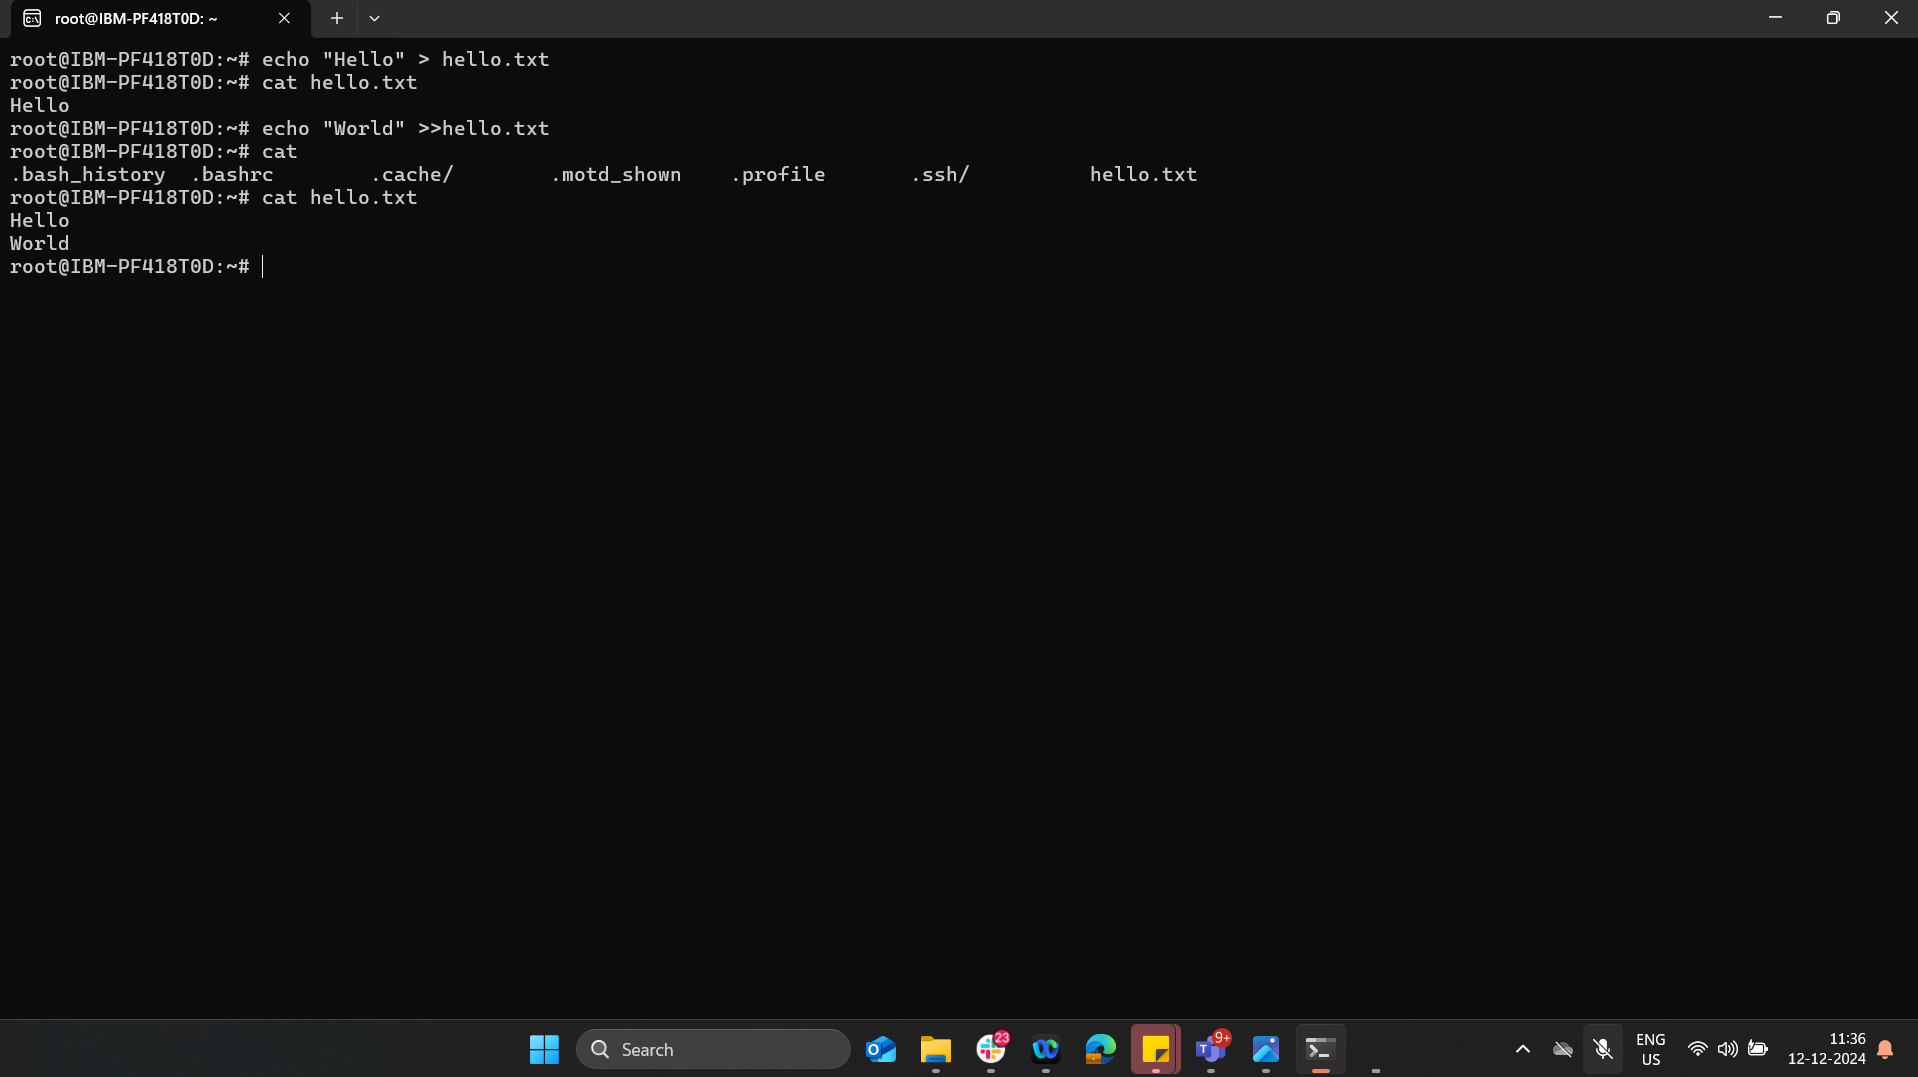 root@IBM-PF418T0D: ~
root@IBM-PF418T0D:~# echo "Hello" > hello.txt
root@IBM-PF418T0D:~# cat hello.txt
Hello
root@IBM-PF418T0D:~# echo "World" >>hello.txt
root@IBM-PF418T0D:~# cat
.bash_history  .bashrc        .cache/        .motd_shown    .profile       .ssh/          hello.txt
root@IBM-PF418T0D:~# cat hello.txt
Hello
World
root@IBM-PF418T0D:~#
Search
23
9+
ENG
US
11:36
12-12-2024